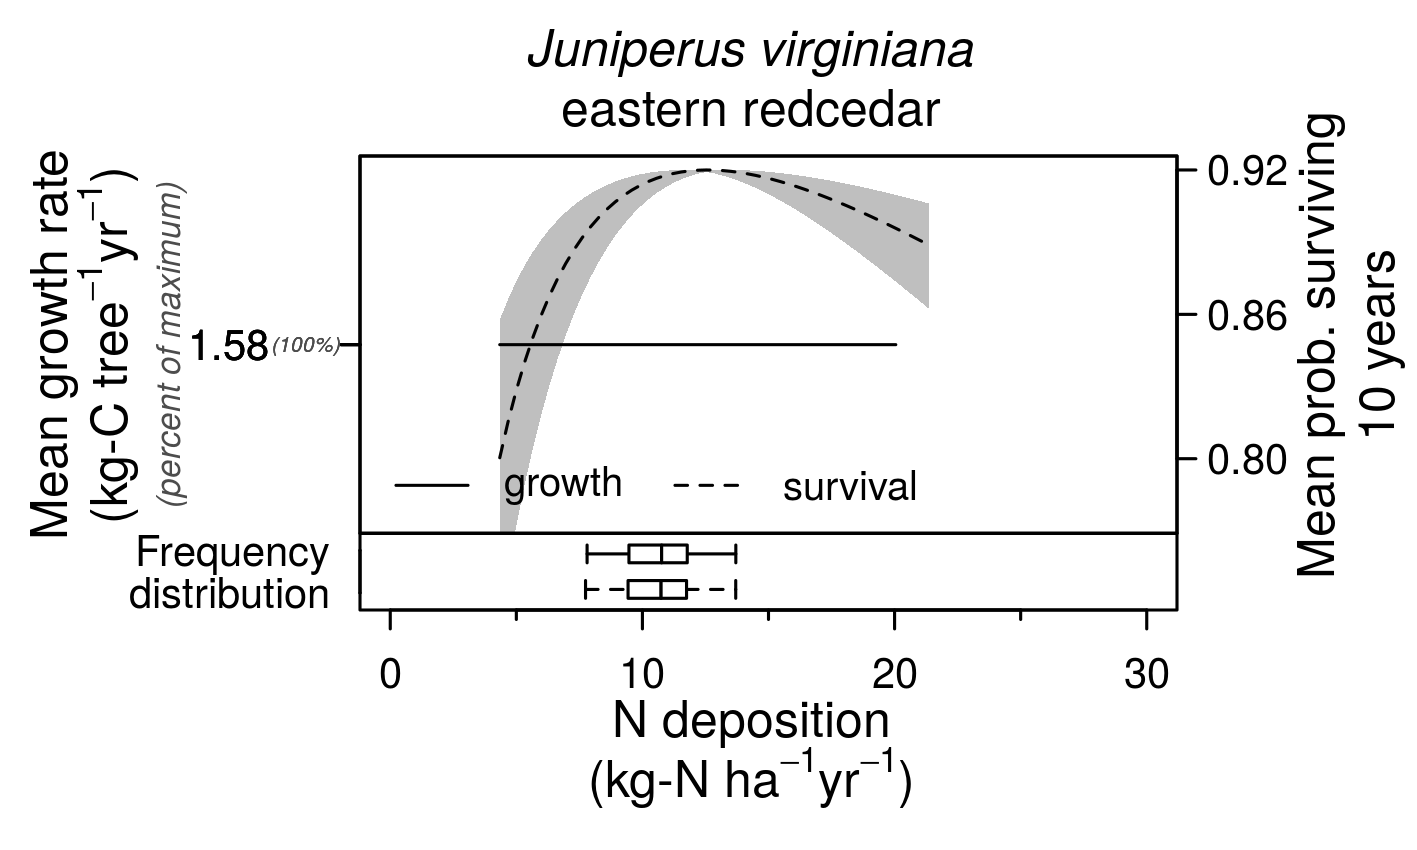 Juniperus virginiana
eastern redcedar
Mean growth rate
(kg-C tree⁻¹yr⁻¹)
(percent of maximum)
1.58 (100%)
0.92
0.86
0.80
Mean prob. surviving
10 years
growth
survival
Frequency
distribution
0
10
20
30
N deposition
(kg-N ha⁻¹yr⁻¹)